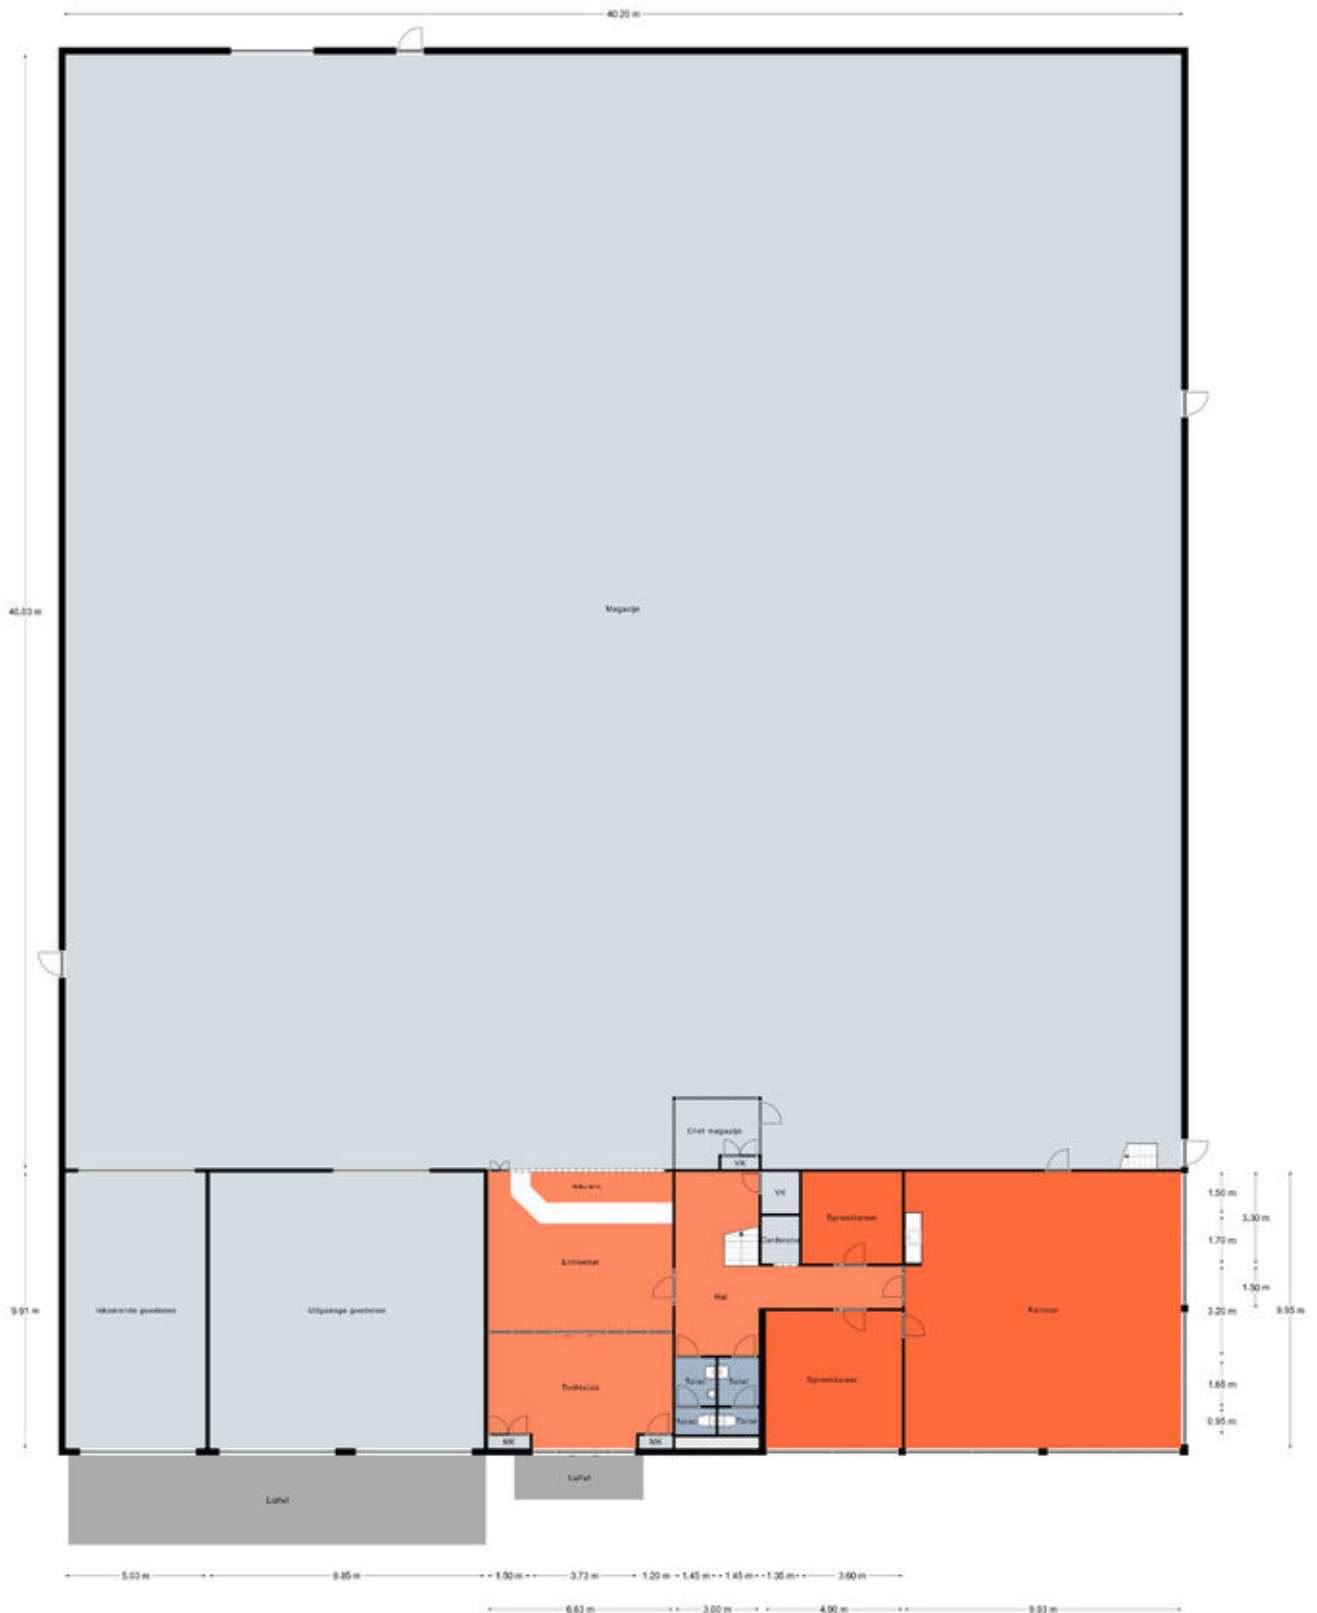 40.20 m
40.03 m
Magazijn
Chef magazijn
VK
VK
Garderobe
Spreekkamer
Entreehal
Hal
Inkomende goederen
Uitgaande goederen
Kantoor
Tochtsluis
Spreekkamer
Toilet
Toilet
Toilet
Toilet
MK
MK
Luifel
Luifel
9.91 m
1.50 m
3.30 m
1.70 m
1.50 m
3.20 m
9.95 m
1.65 m
0.95 m
5.03 m
9.85 m
1.50 m
3.73 m
1.20 m
1.45 m
1.45 m
1.35 m
3.60 m
6.63 m
3.00 m
4.90 m
9.93 m